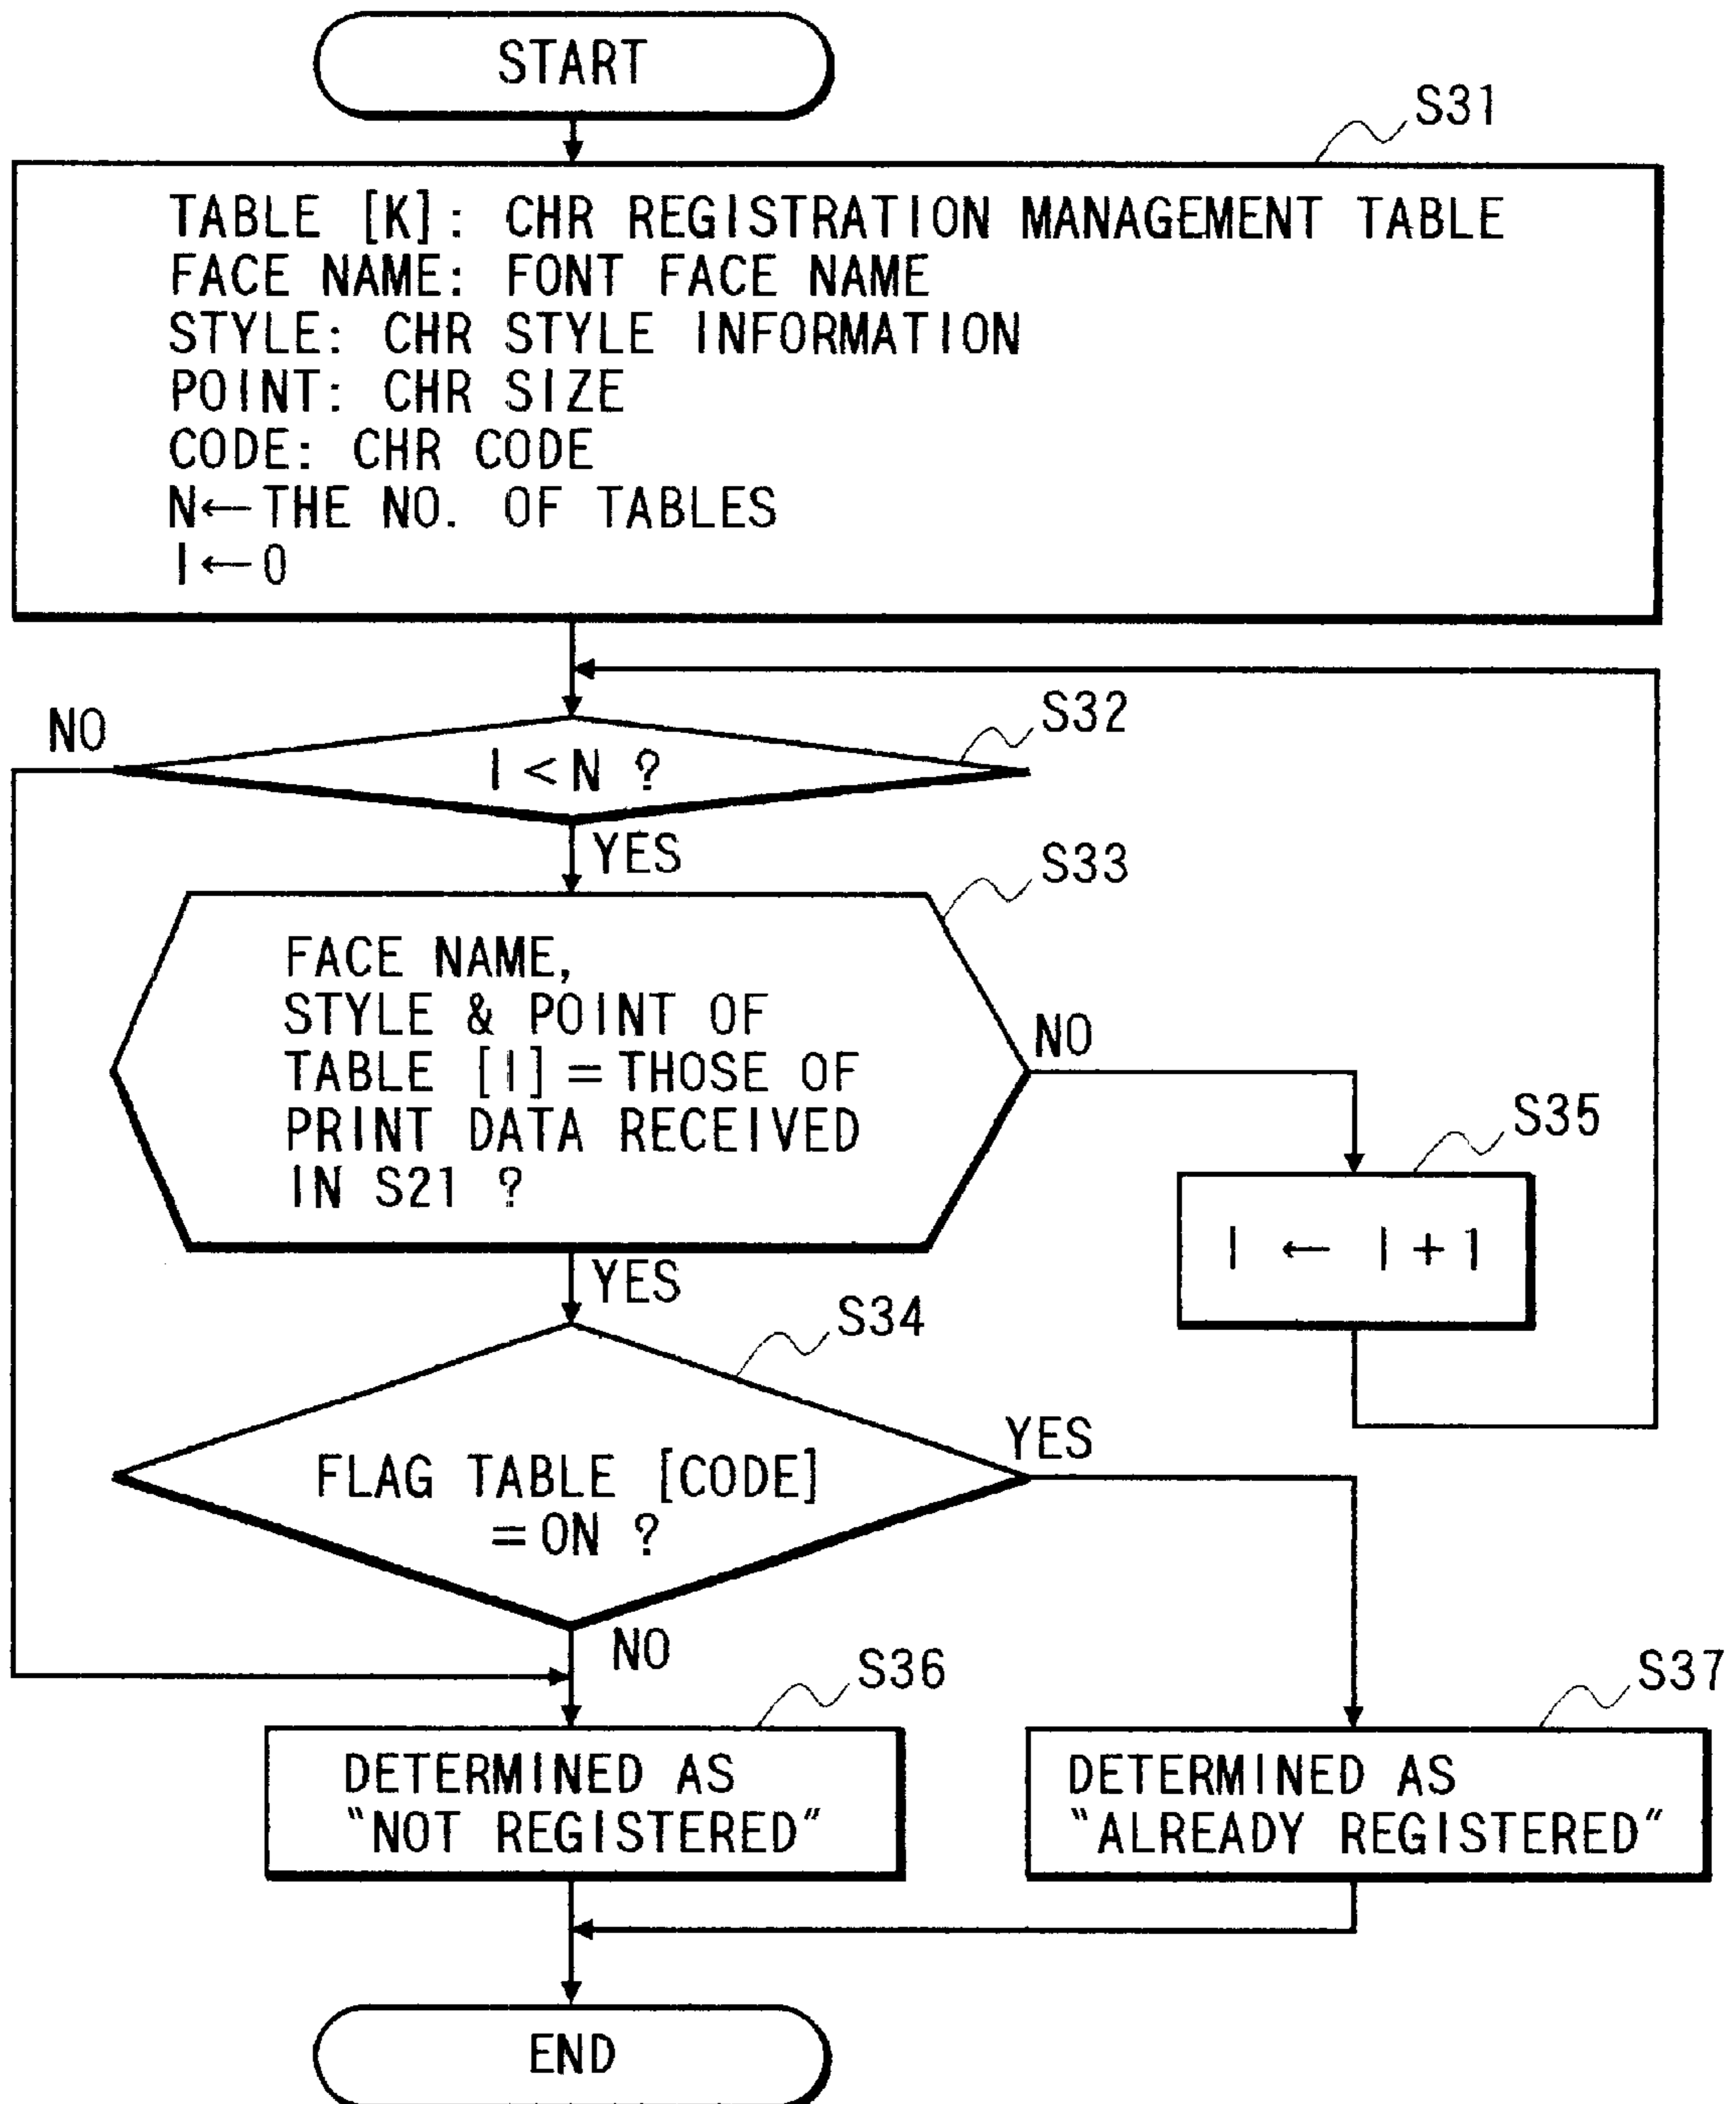 START
S31
TABLE [K]: CHR REGISTRATION MANAGEMENT TABLE
FACE NAME: FONT FACE NAME
STYLE: CHR STYLE INFORMATION
POINT: CHR SIZE
CODE: CHR CODE
N←THE NO. OF TABLES
I←0
S32
NO
I<N ?
YES
S33
FACE NAME,
STYLE & POINT OF
TABLE [I]=THOSE OF
PRINT DATA RECEIVED
IN S21 ?
NO
S35
I ← I+1
YES
S34
FLAG TABLE [CODE]
=ON ?
YES
NO
S36
DETERMINED AS
"NOT REGISTERED"
S37
DETERMINED AS
"ALREADY REGISTERED"
END